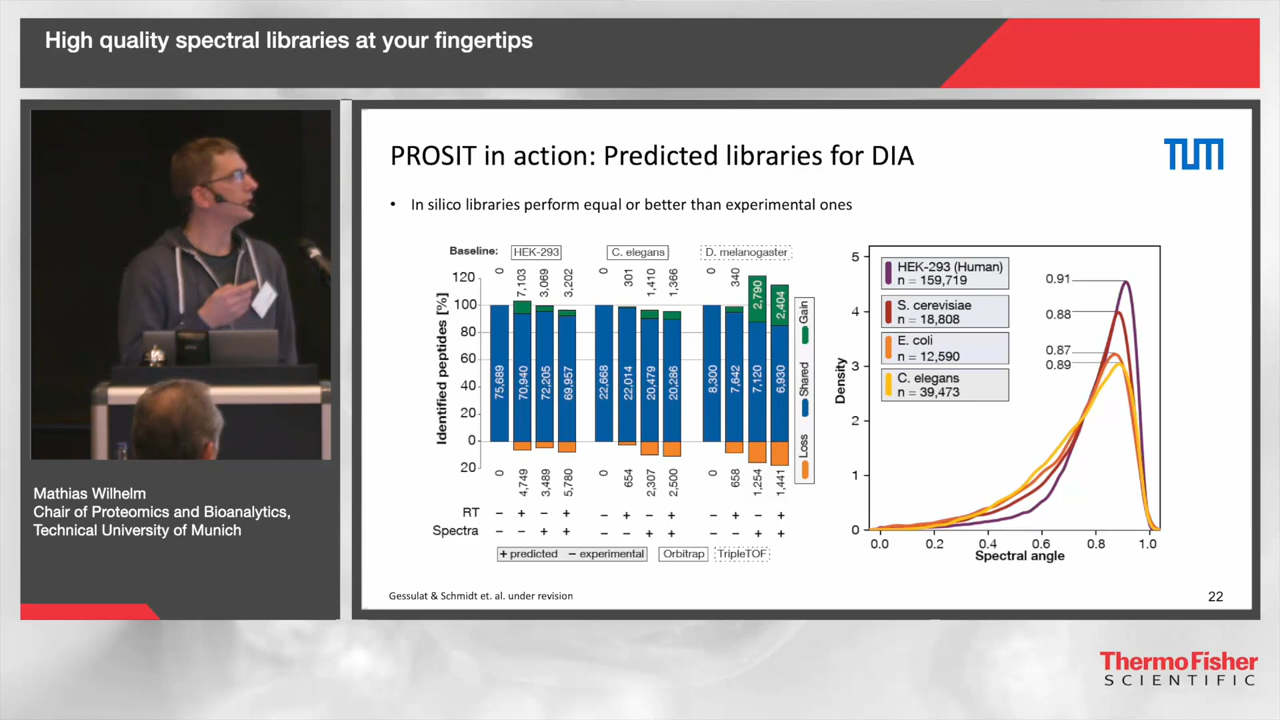 High quality spectral libraries at your fingertips
Mathias Wilhelm
Chair of Proteomics and Bioanalytics,
Technical University of Munich
PROSIT in action: Predicted libraries for DIA
TUM
• In silico libraries perform equal or better than experimental ones
Baseline: HEK-293 C. elegans D. melanogaster
0 7,103 3,069 3,202 0 301 1,410 1,366 0 340 2,790 2,404
Identified peptides [%]
120
100
80
60
40
20
0
20
75,689 70,940 72,205 69,957 22,668 22,014 20,479 20,286 8,300 7,642 7,120 6,930
0 4,749 3,489 5,780 0 654 2,307 2,500 0 658 1,254 1,441
Gain
Shared
Loss
RT − + − + − + − + − + − +
Spectra − − + + − − + + − − + +
+ predicted − experimental Orbitrap TripleTOF
Density
5
4
3
2
1
0
HEK-293 (Human)
n = 159,719
S. cerevisiae
n = 18,808
E. coli
n = 12,590
C. elegans
n = 39,473
0.91
0.88
0.87
0.89
0.0 0.2 0.4 0.6 0.8 1.0
Spectral angle
Gessulat & Schmidt et. al. under revision
22
ThermoFisher
SCIENTIFIC